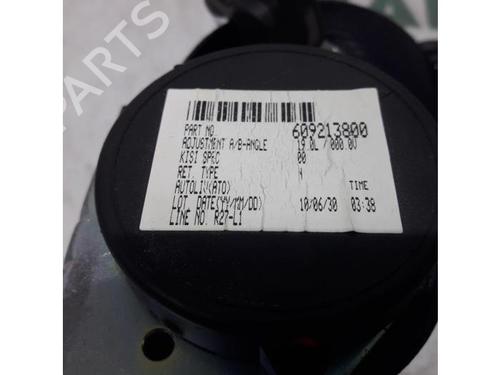 PARTS
PART NO. 609213800
ADJUSTMENT A/B-ANGLE 19.0L / 000.0V
KISI SPEC 00
RET. TYPE
AUTOLIV(ATO) TIME
LOT. DATE(YY/MM/DD) 10/06/30 03:38
LINE NO. R27-L1